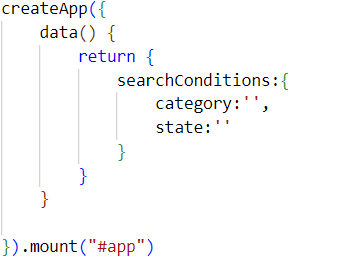 createApp({
    data() {
        return {
            searchConditions:{
                category:'',
                state:''
            }
        }
    }

}).mount("#app")